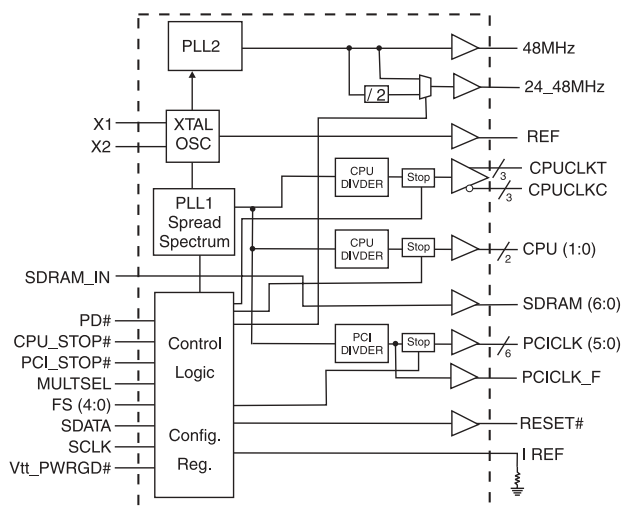 PLL2
48MHz
/ 2
24_48MHz
X1
X2
XTAL
OSC
REF
CPU
DIVDER
Stop
3
CPUCLKT
CPUCLKC
3
PLL1
Spread
Spectrum
CPU
DIVDER
Stop
2
CPU (1:0)
SDRAM_IN
SDRAM (6:0)
PD#
CPU_STOP#
PCI_STOP#
MULTSEL
FS (4:0)
SDATA
SCLK
Vtt_PWRGD#
Control
Logic
Config.
Reg.
PCI
DIVDER
Stop
6
PCICLK (5:0)
PCICLK_F
RESET#
I REF